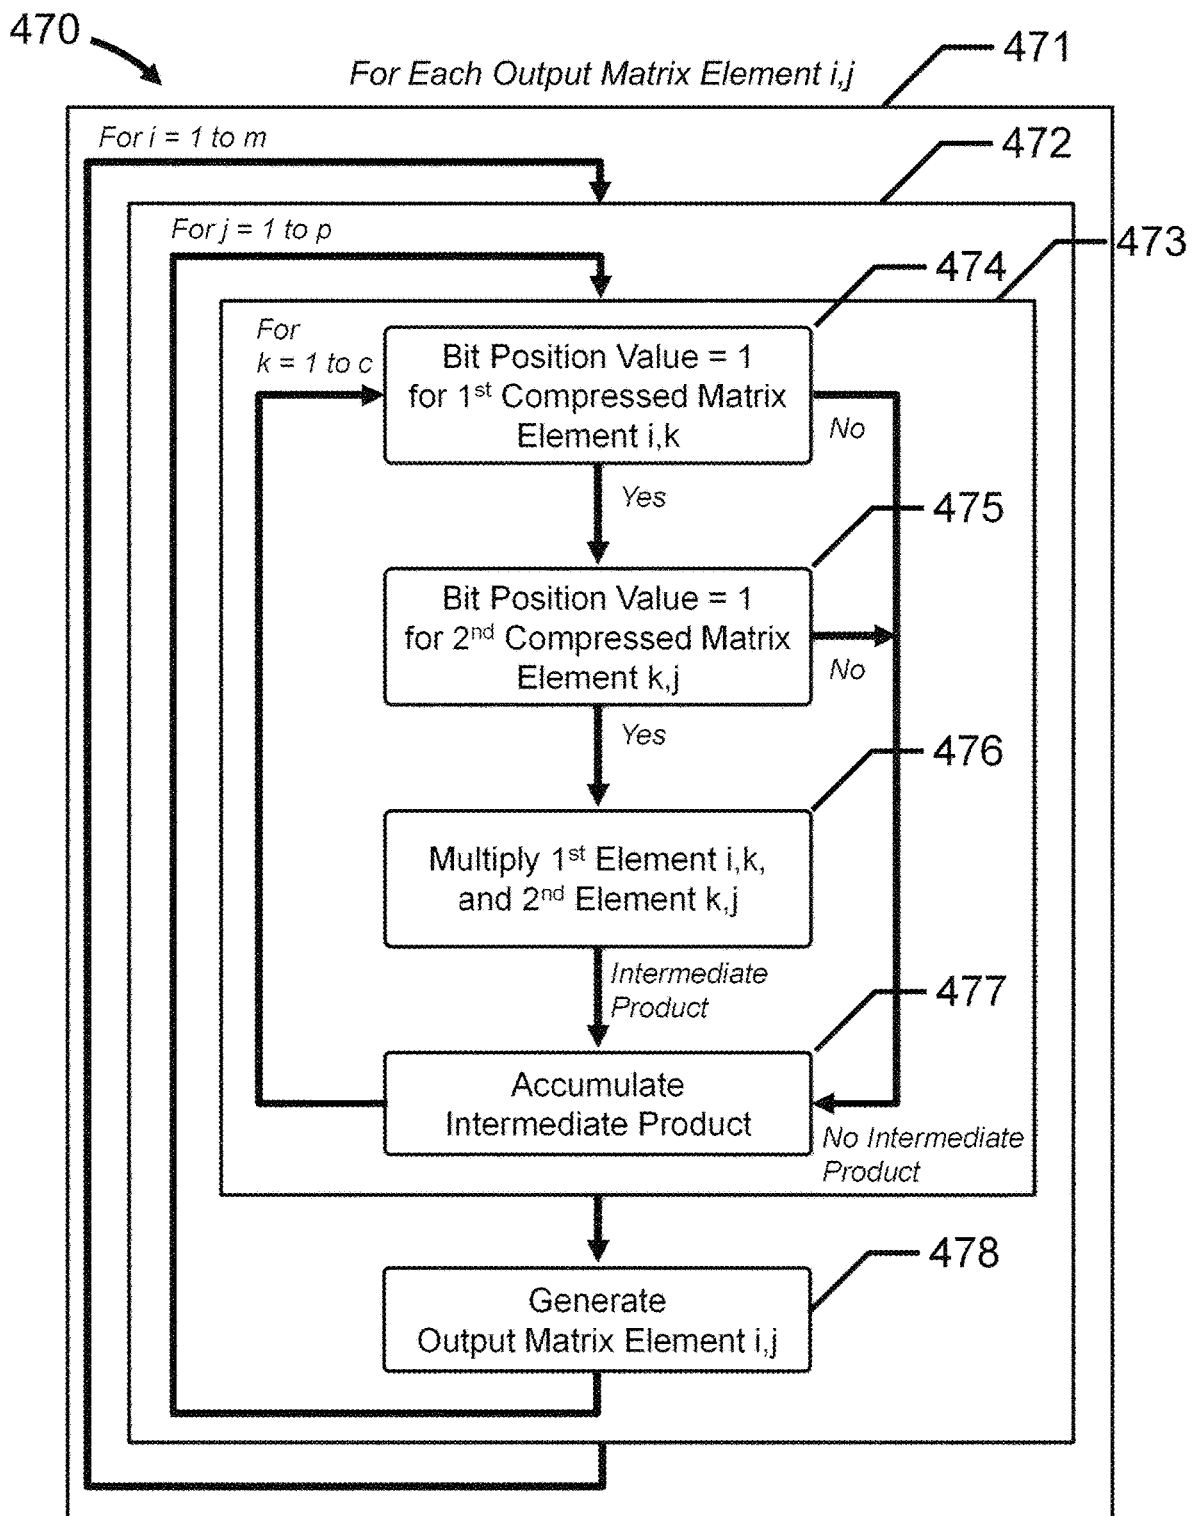 470
471
For Each Output Matrix Element i,j
For i = 1 to m
472
For j = 1 to p
473
474
For
k = 1 to c
Bit Position Value = 1
for 1st Compressed Matrix
Element i,k
No
Yes
475
Bit Position Value = 1
for 2nd Compressed Matrix
Element k,j
No
Yes
476
Multiply 1st Element i,k,
and 2nd Element k,j
Intermediate
Product
477
Accumulate
Intermediate Product
No Intermediate
Product
478
Generate
Output Matrix Element i,j